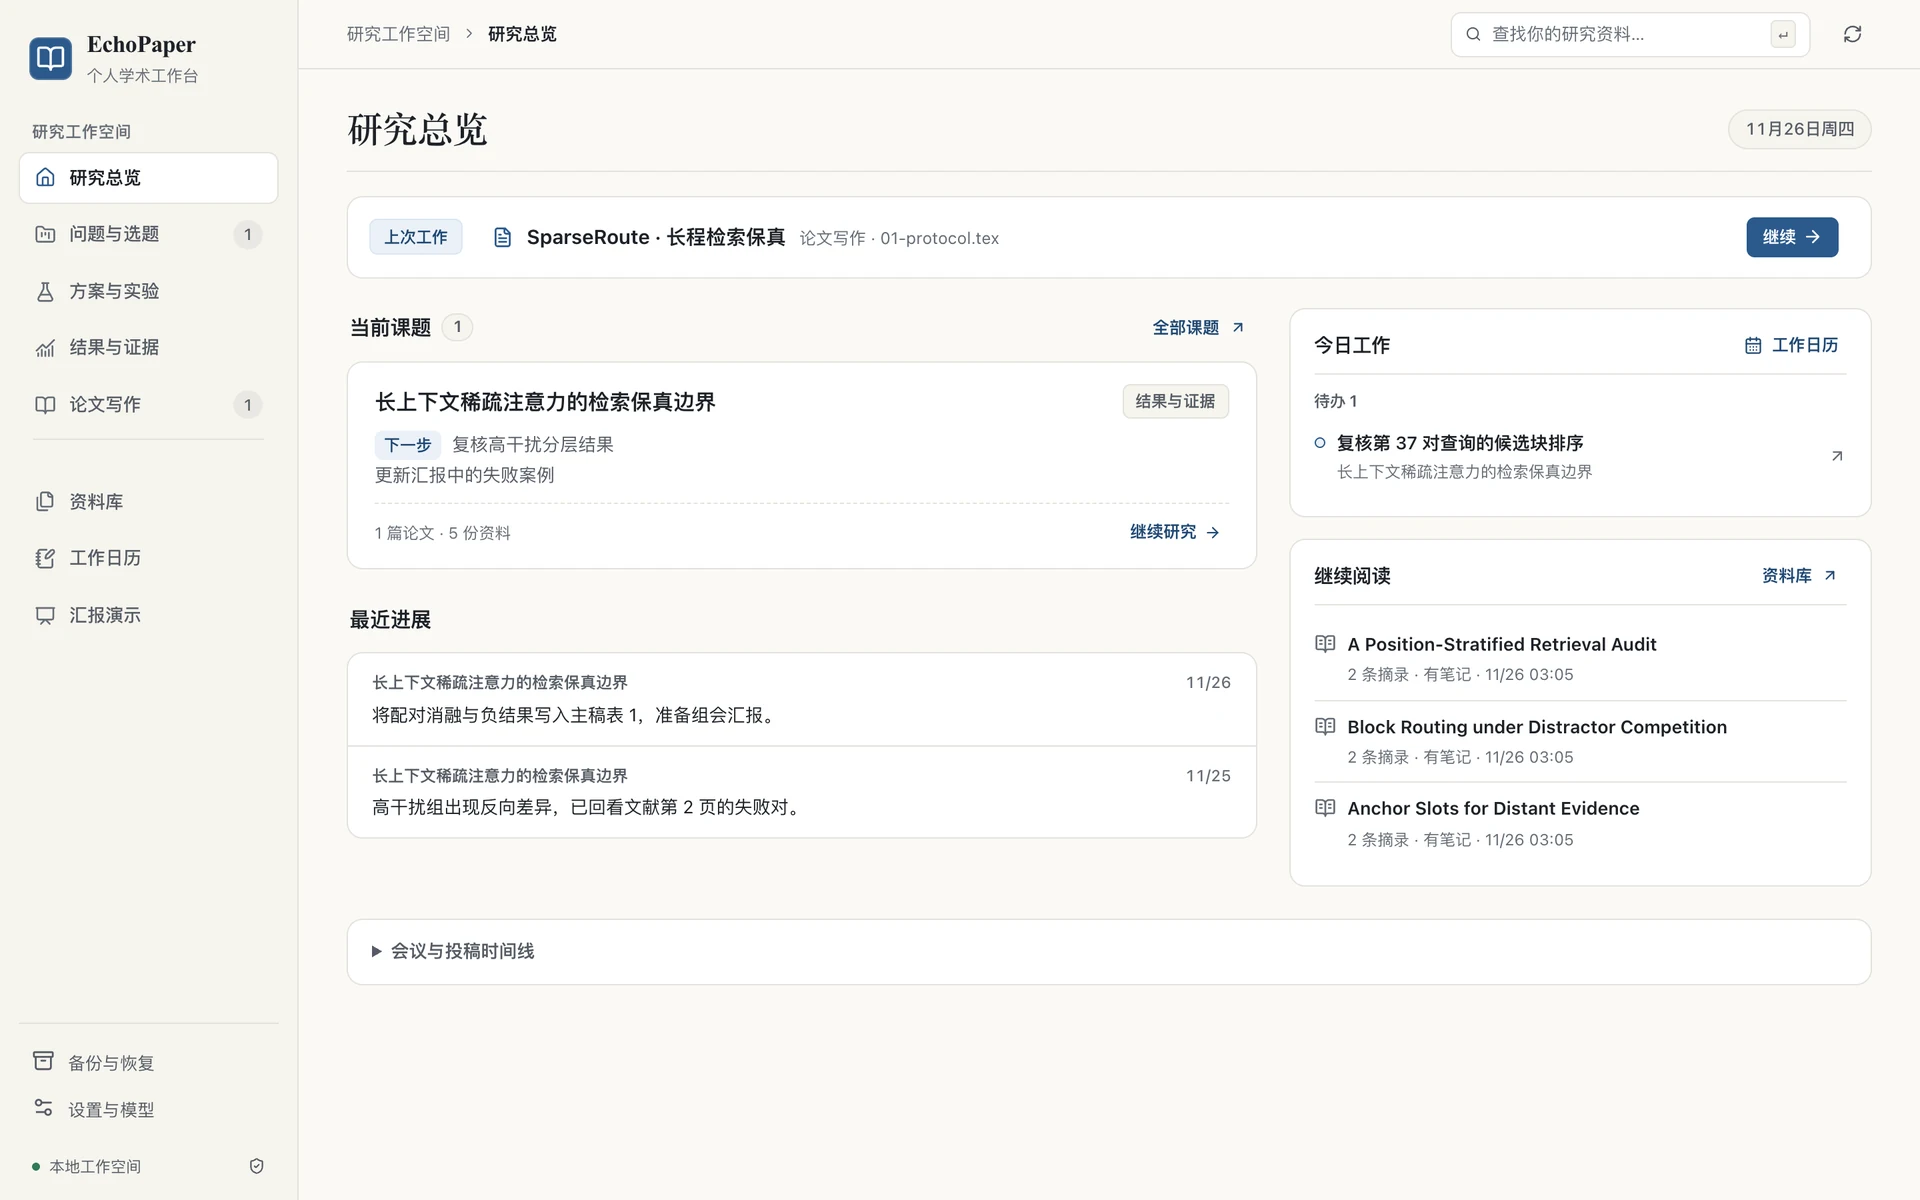 EchoPaper
个人学术工作台
研究工作空间
研究总览
问题与选题 1
方案与实验
结果与证据
论文写作 1
资料库
工作日历
汇报演示
备份与恢复
设置与模型
本地工作空间
研究工作空间 › 研究总览
查找你的研究资料... ↵
研究总览
11月26日周四
上次工作 SparseRoute · 长程检索保真 论文写作 · 01-protocol.tex 继续 →
当前课题 1 全部课题 ↗
长上下文稀疏注意力的检索保真边界 结果与证据
下一步 复核高干扰分层结果
更新汇报中的失败案例
1 篇论文 · 5 份资料 继续研究 →
最近进展
长上下文稀疏注意力的检索保真边界 11/26
将配对消融与负结果写入主稿表 1，准备组会汇报。
长上下文稀疏注意力的检索保真边界 11/25
高干扰组出现反向差异，已回看文献第 2 页的失败对。
今日工作 工作日历
待办 1
复核第 37 对查询的候选块排序
长上下文稀疏注意力的检索保真边界
继续阅读 资料库 ↗
A Position-Stratified Retrieval Audit
2 条摘录 · 有笔记 · 11/26 03:05
Block Routing under Distractor Competition
2 条摘录 · 有笔记 · 11/26 03:05
Anchor Slots for Distant Evidence
2 条摘录 · 有笔记 · 11/26 03:05
▶ 会议与投稿时间线